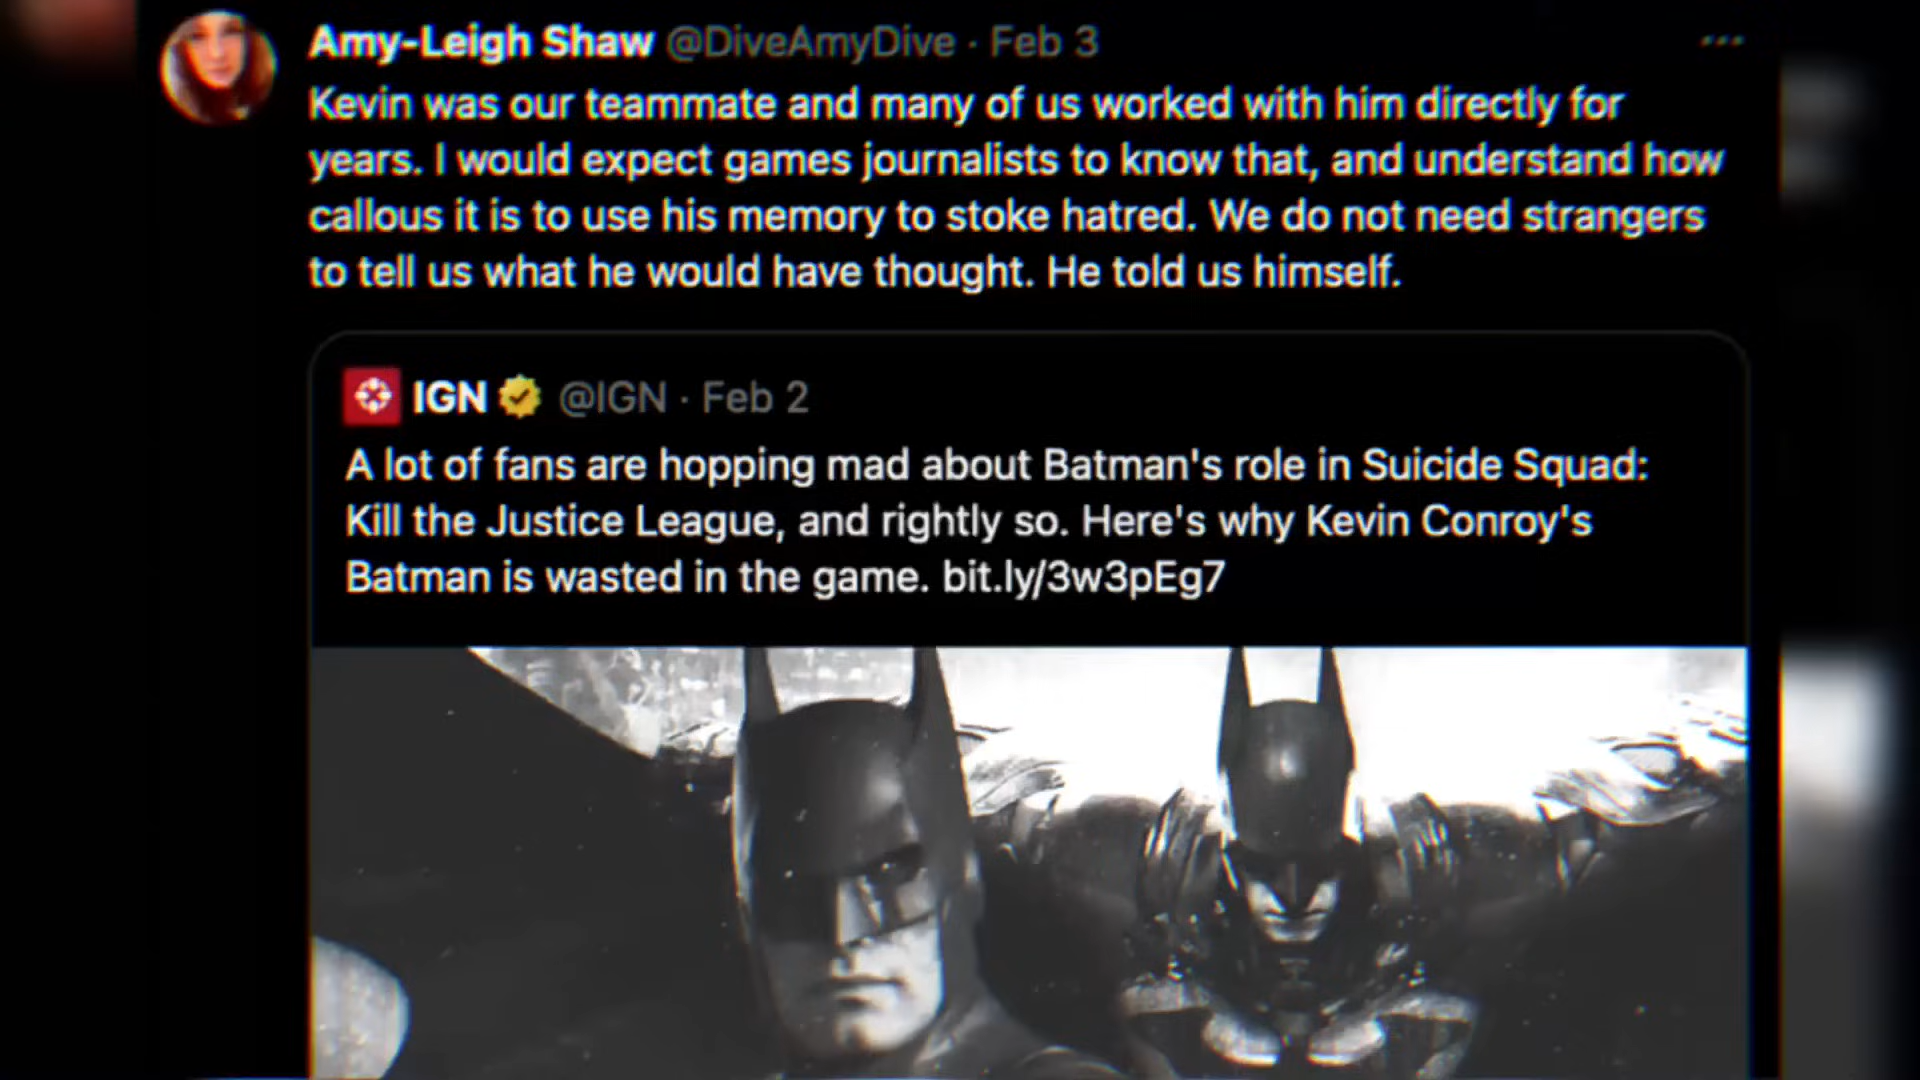 Amy-Leigh Shaw @DiveAmyDive · Feb 3
Kevin was our teammate and many of us worked with him directly for
years. I would expect games journalists to know that, and understand how
callous it is to use his memory to stoke hatred. We do not need strangers
to tell us what he would have thought. He told us himself.
IGN @IGN · Feb 2
A lot of fans are hopping mad about Batman's role in Suicide Squad:
Kill the Justice League, and rightly so. Here's why Kevin Conroy's
Batman is wasted in the game. bit.ly/3w3pEg7